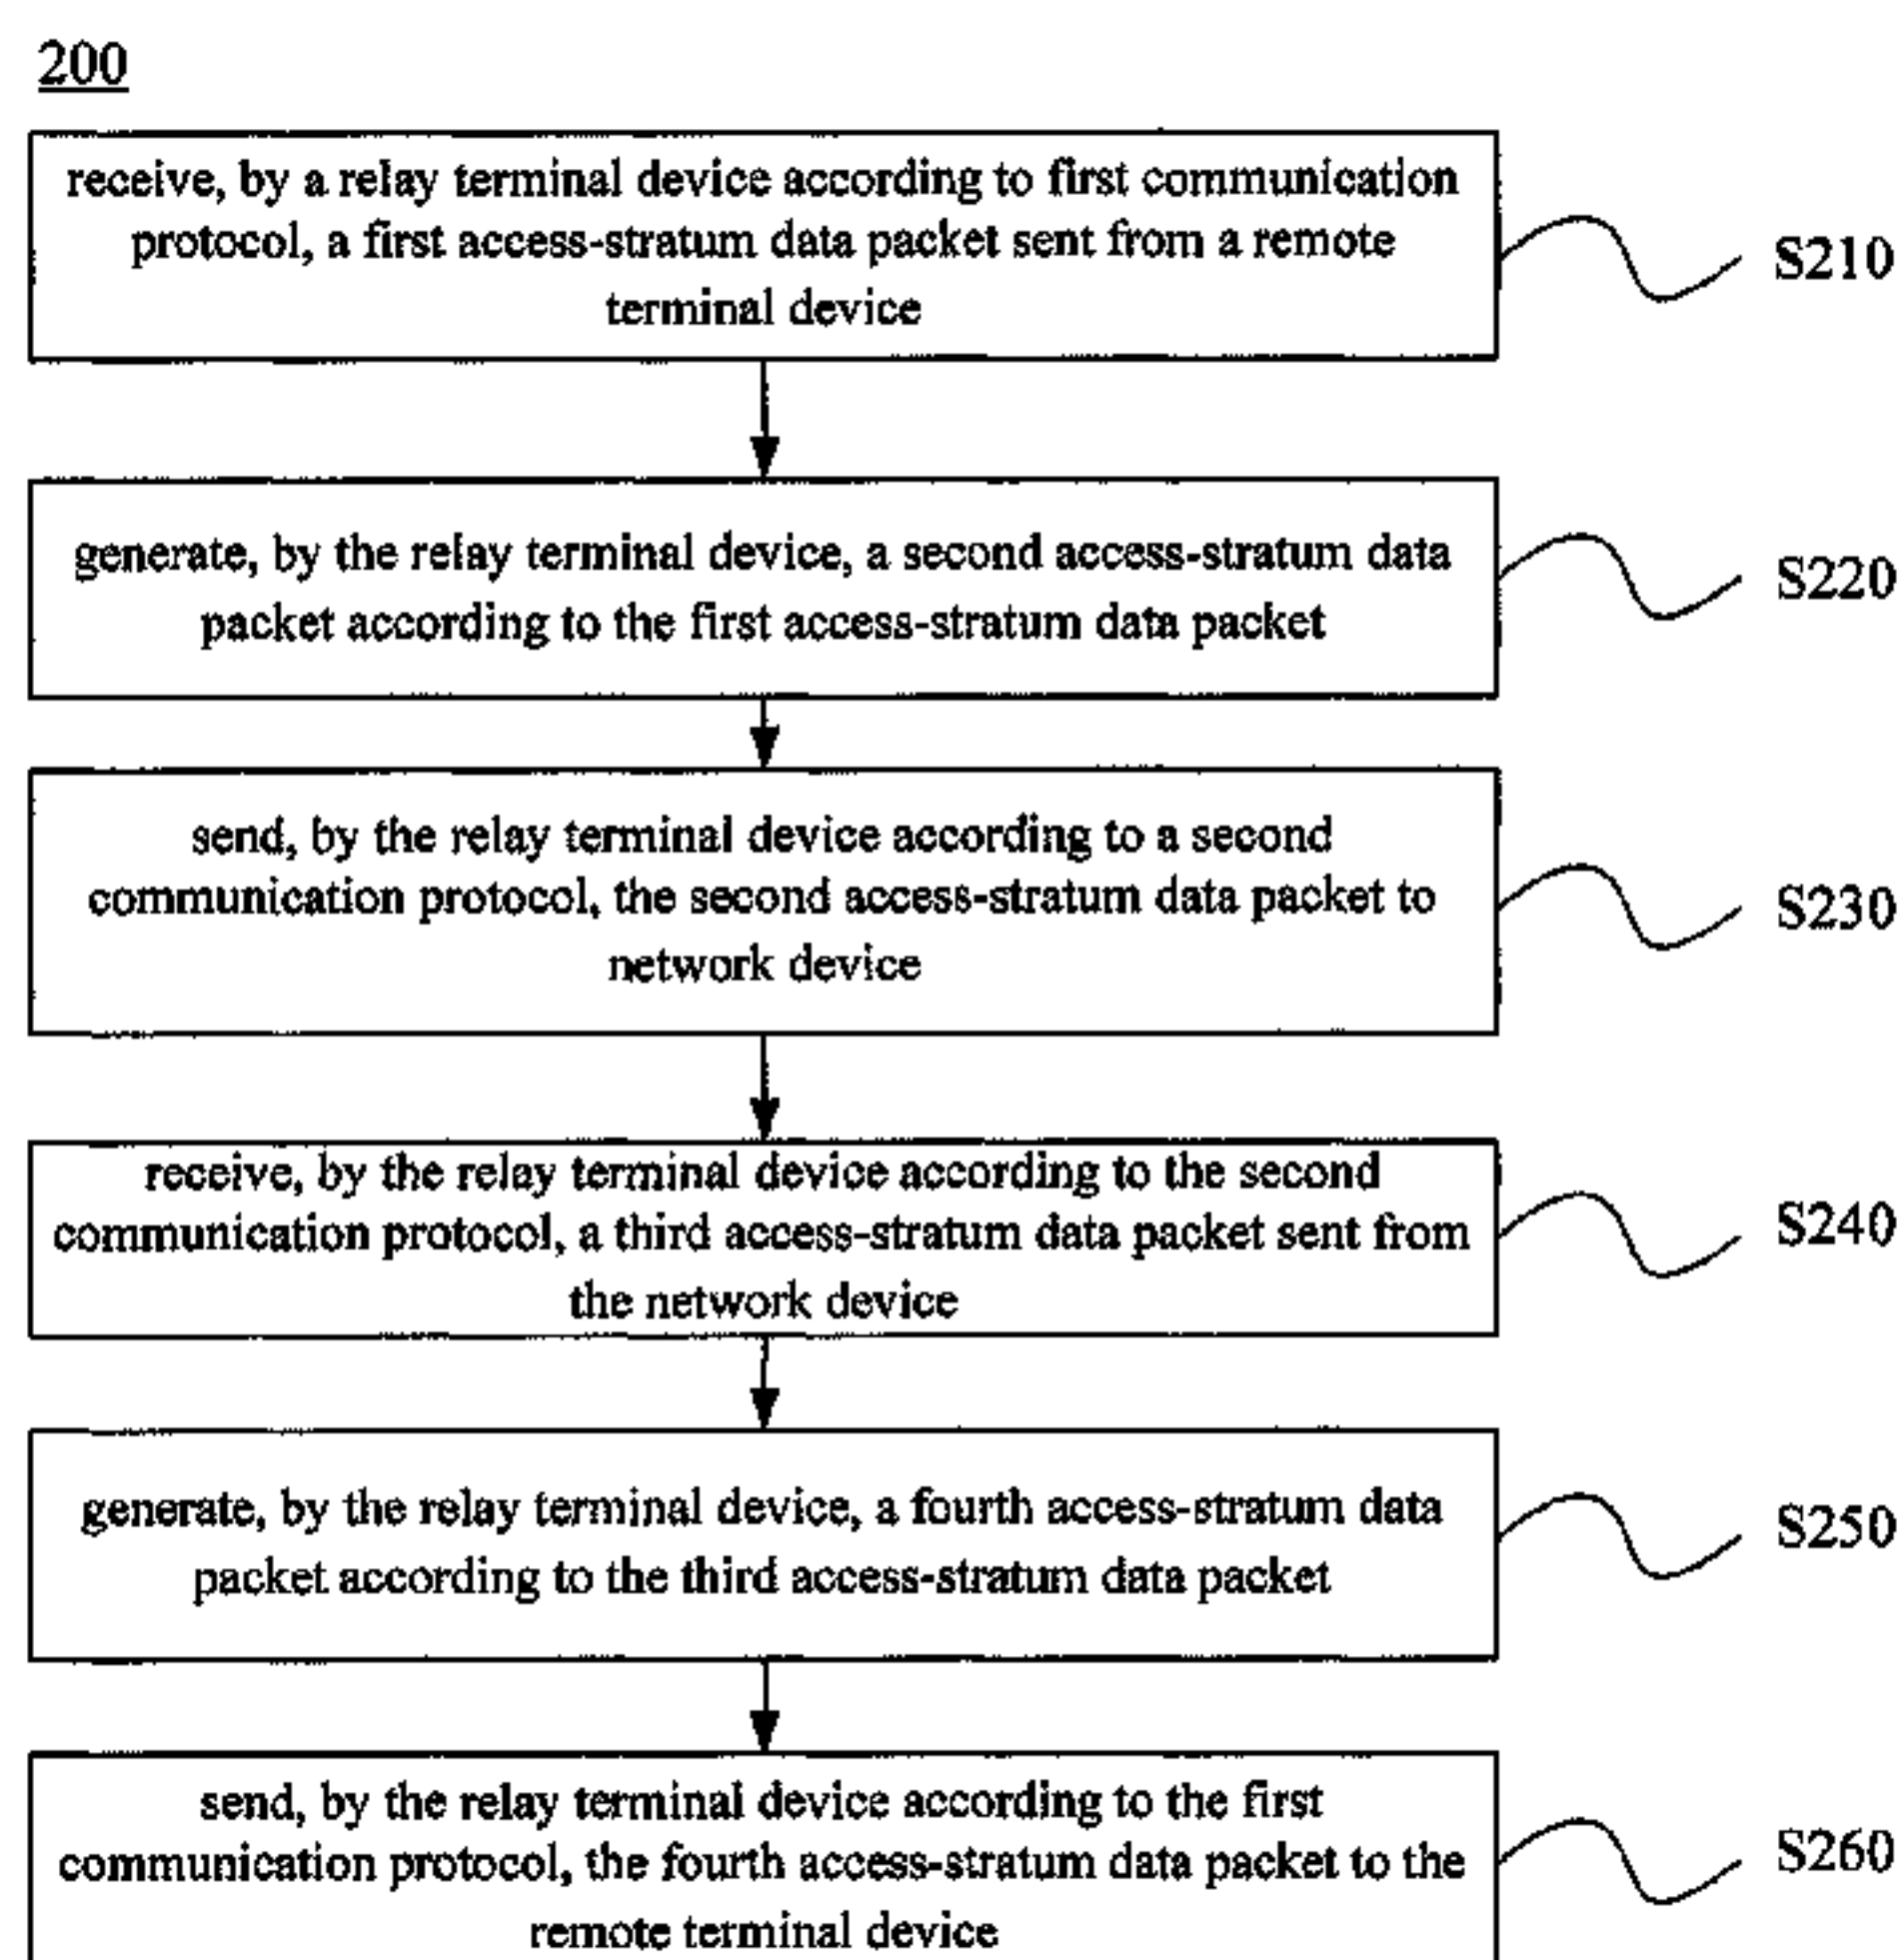 200
receive, by a relay terminal device according to first communication
protocol, a first access-stratum data packet sent from a remote
terminal device
S210
generate, by the relay terminal device, a second access-stratum data
packet according to the first access-stratum data packet
S220
send, by the relay terminal device according to a second
communication protocol, the second access-stratum data packet to
network device
S230
receive, by the relay terminal device according to the second
communication protocol, a third access-stratum data packet sent from
the network device
S240
generate, by the relay terminal device, a fourth access-stratum data
packet according to the third access-stratum data packet
S250
send, by the relay terminal device according to the first
communication protocol, the fourth access-stratum data packet to the
remote terminal device
S260